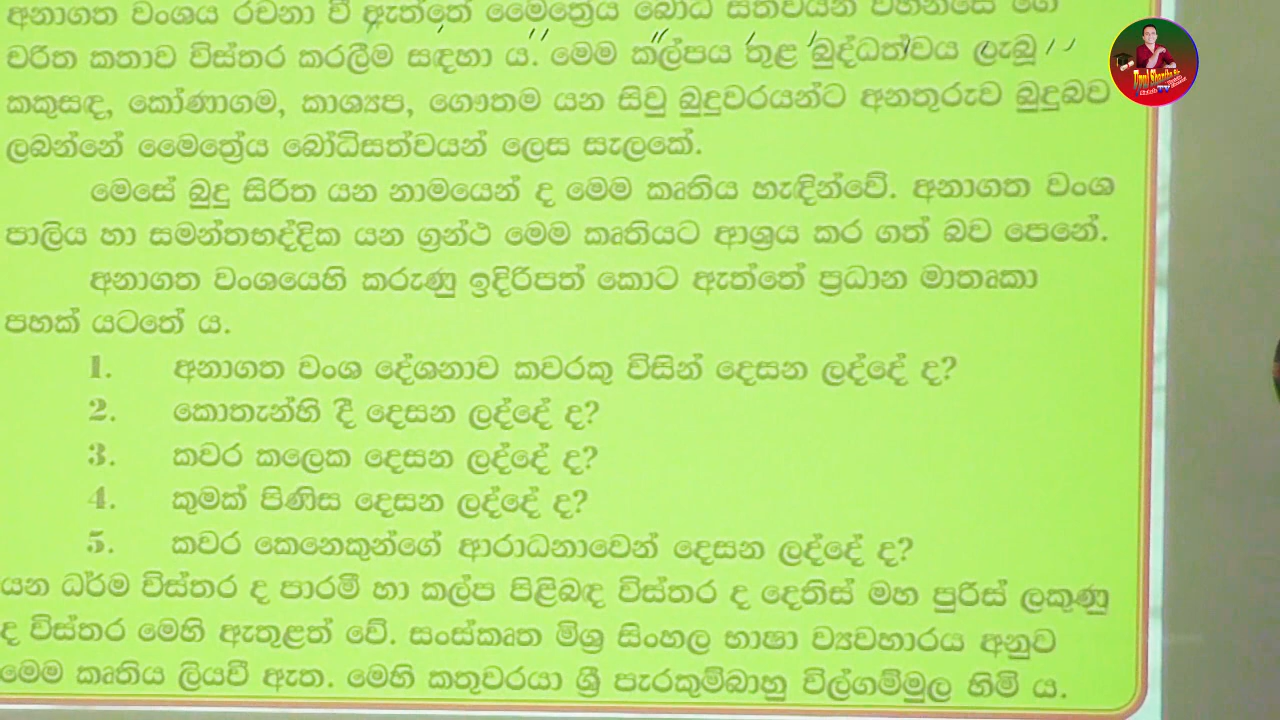 අනාගත වංශය රචනා වී ඇත්තේ මෛත්‍රේය බෝධි සත්වයන් වහන්සේ ගේ
චරිත කතාව විස්තර කරලීම සඳහා ය. මෙම කල්පය තුළ බුද්ධත්වය ලැබූ
කකුසඳ, කෝණාගම, කාශ්‍යප, ගෞතම යන සිවු බුදුවරයන්ට අනතුරුව බුදුබව
ලබන්නේ මෛත්‍රේය බෝධිසත්වයන් ලෙස සැලකේ.
මෙසේ බුදු සිරිත යන නාමයෙන් ද මෙම කෘතිය හැඳින්වේ. අනාගත වංශ
පාලිය හා සමන්තභද්දික යන ග්‍රන්ථ මෙම කෘතියට ආශ්‍රය කර ගත් බව පෙනේ.
අනාගත වංශයෙහි කරුණු ඉදිරිපත් කොට ඇත්තේ ප්‍රධාන මාතෘකා
පහක් යටතේ ය.
1. අනාගත වංශ දේශනාව කවරකු විසින් දෙසන ලද්දේ ද?
2. කොතැන්හි දී දෙසන ලද්දේ ද?
3. කවර කලෙක දෙසන ලද්දේ ද?
4. කුමක් පිණිස දෙසන ලද්දේ ද?
5. කවර කෙනෙකුන්ගේ ආරාධනාවෙන් දෙසන ලද්දේ ද?
යන ධර්ම විස්තර ද පාරමී හා කල්ප පිළිබඳ විස්තර ද දෙතිස් මහ පුරිස් ලකුණු
ද විස්තර මෙහි ඇතුළත් වේ. සංස්කෘත මිශ්‍ර සිංහල භාෂා ව්‍යවහාරය අනුව
මෙම කෘතිය ලියවී ඇත. මෙහි කතුවරයා ශ්‍රී පැරකුම්බාහු විල්ගම්මුල හිමි ය.